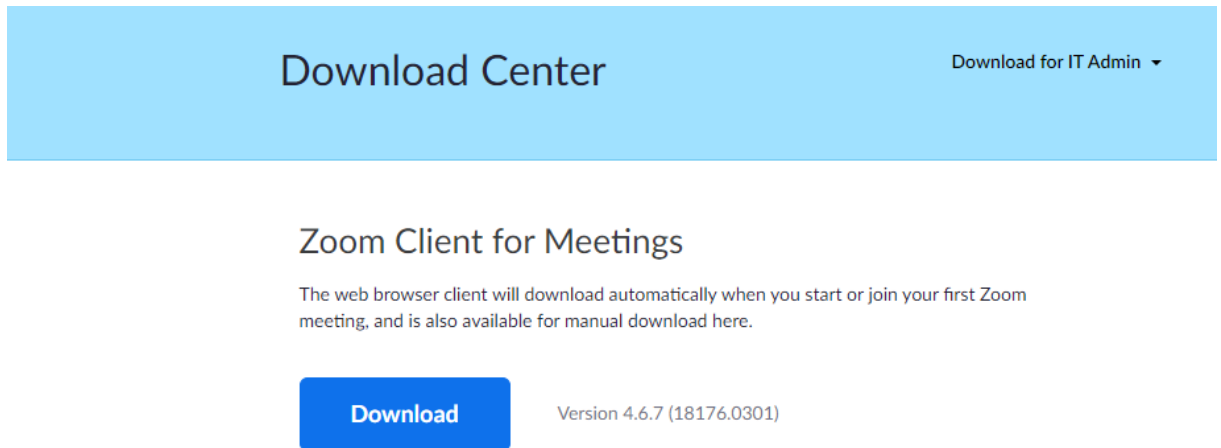 Download Center
Download for IT Admin
Zoom Client for Meetings
The web browser client will download automatically when you start or join your first Zoom
meeting, and is also available for manual download here.
Download
Version 4.6.7 (18176.0301)